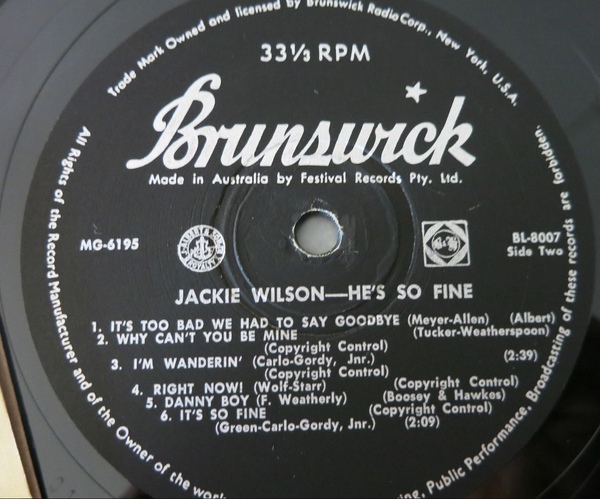 Trade Mark Owned and licensed by Brunswick Radio Corp., New York, U.S.A.
33⅓ RPM
Brunswick
Made in Australia by Festival Records Pty. Ltd.
MG-6195
BL-8007
Side Two
JACKIE WILSON—HE'S SO FINE
1. IT'S TOO BAD WE HAD TO SAY GOODBYE (Meyer-Allen) (Albert)
2. WHY CAN'T YOU BE MINE (Tucker-Weatherspoon)
(Copyright Control)
3. I'M WANDERIN' (Carlo-Gordy, Jnr.) (2:39)
(Copyright Control)
4. RIGHT NOW! (Wolf-Starr) (Copyright Control)
5. DANNY BOY (F. Weatherly) (Boosey & Hawkes)
6. IT'S SO FINE (Copyright Control)
(Green-Carlo-Gordy, Jnr.) (2:09)
All Rights of the Record Manufacturer and of the Owner of the work
Public Performance, Broadcasting of these records are forbidden.